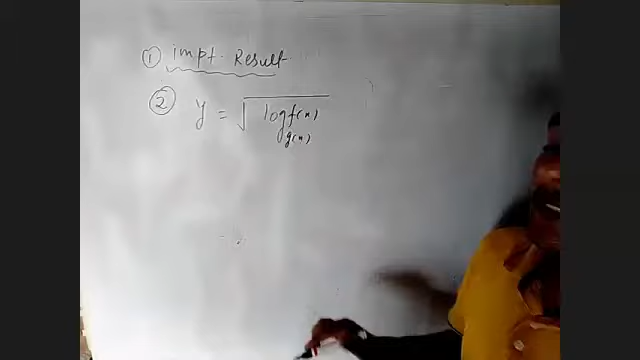 ① impt. Result
② y = √log f(x)
g(x)